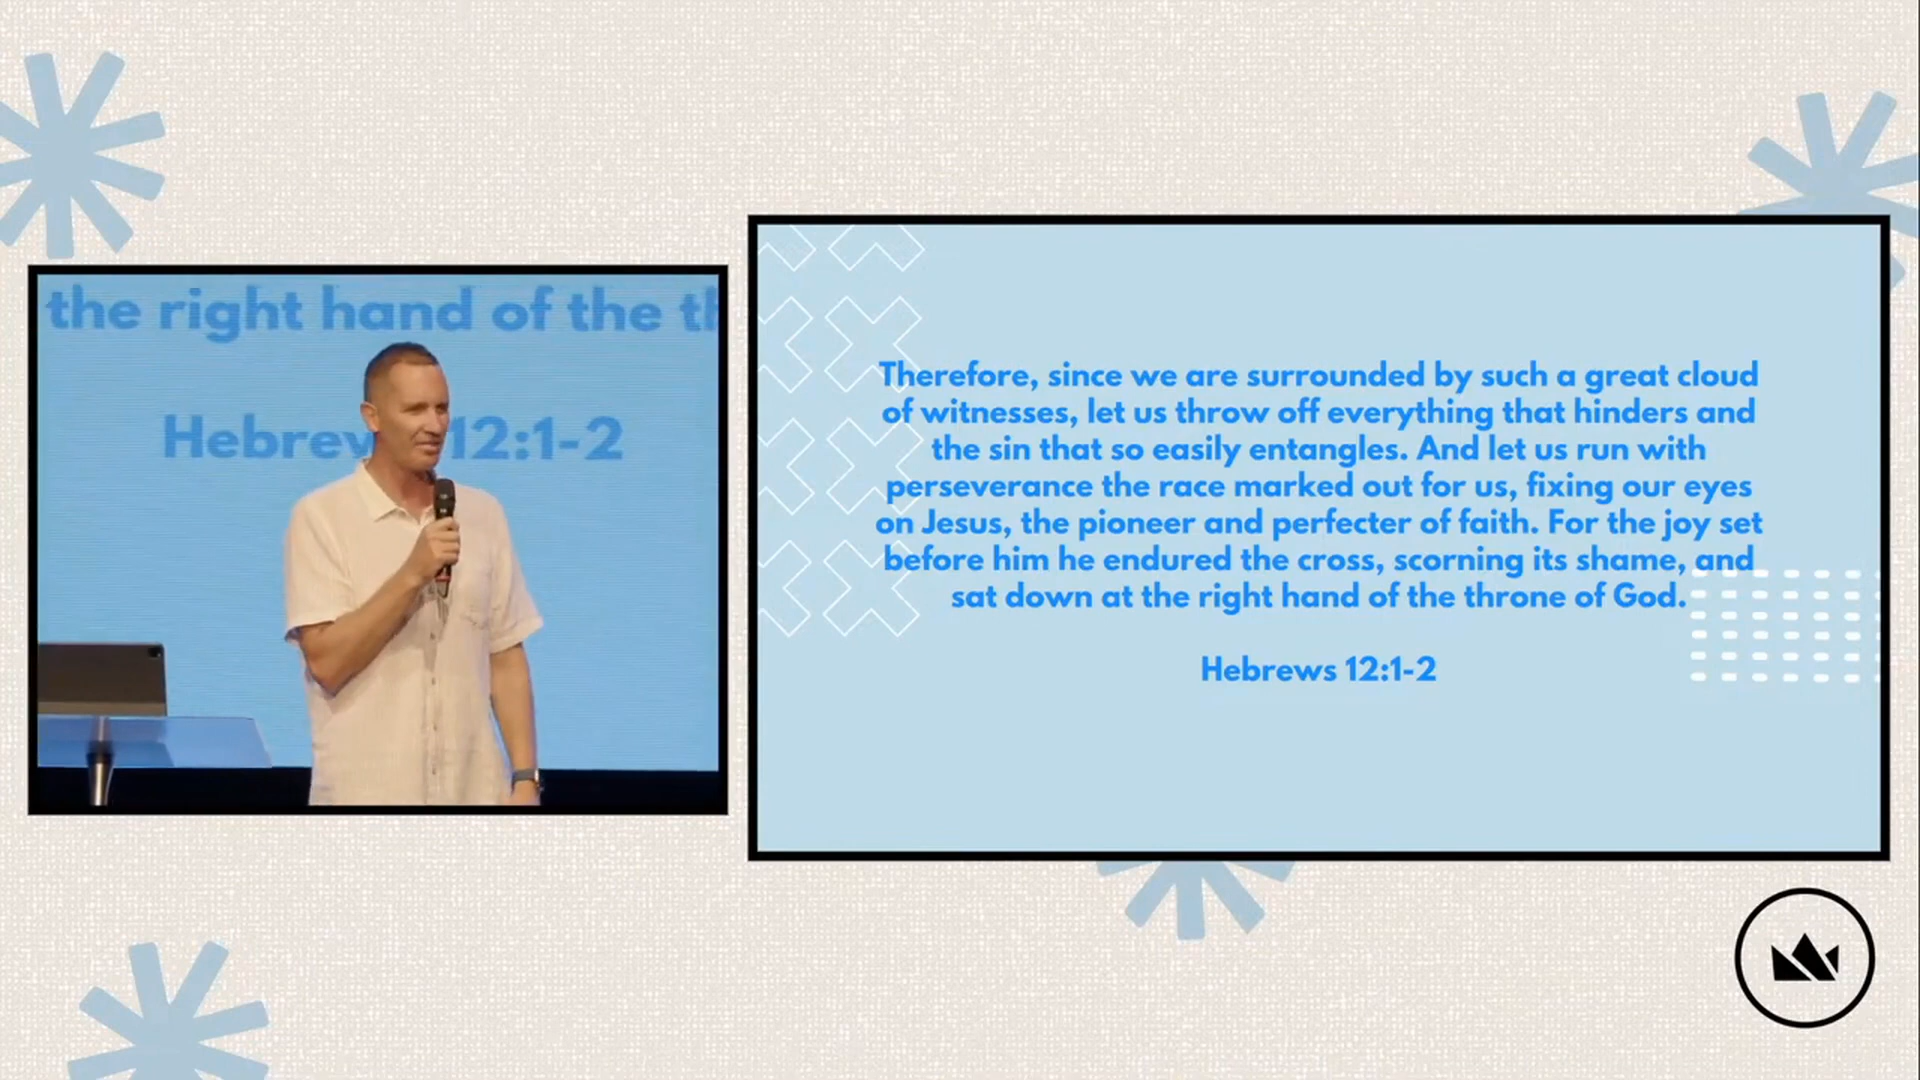 the right hand of the
Hebrews 12:1-2
Therefore, since we are surrounded by such a great cloud
of witnesses, let us throw off everything that hinders and
the sin that so easily entangles. And let us run with
perseverance the race marked out for us, fixing our eyes
on Jesus, the pioneer and perfecter of faith. For the joy set
before him he endured the cross, scorning its shame, and
sat down at the right hand of the throne of God.
Hebrews 12:1-2